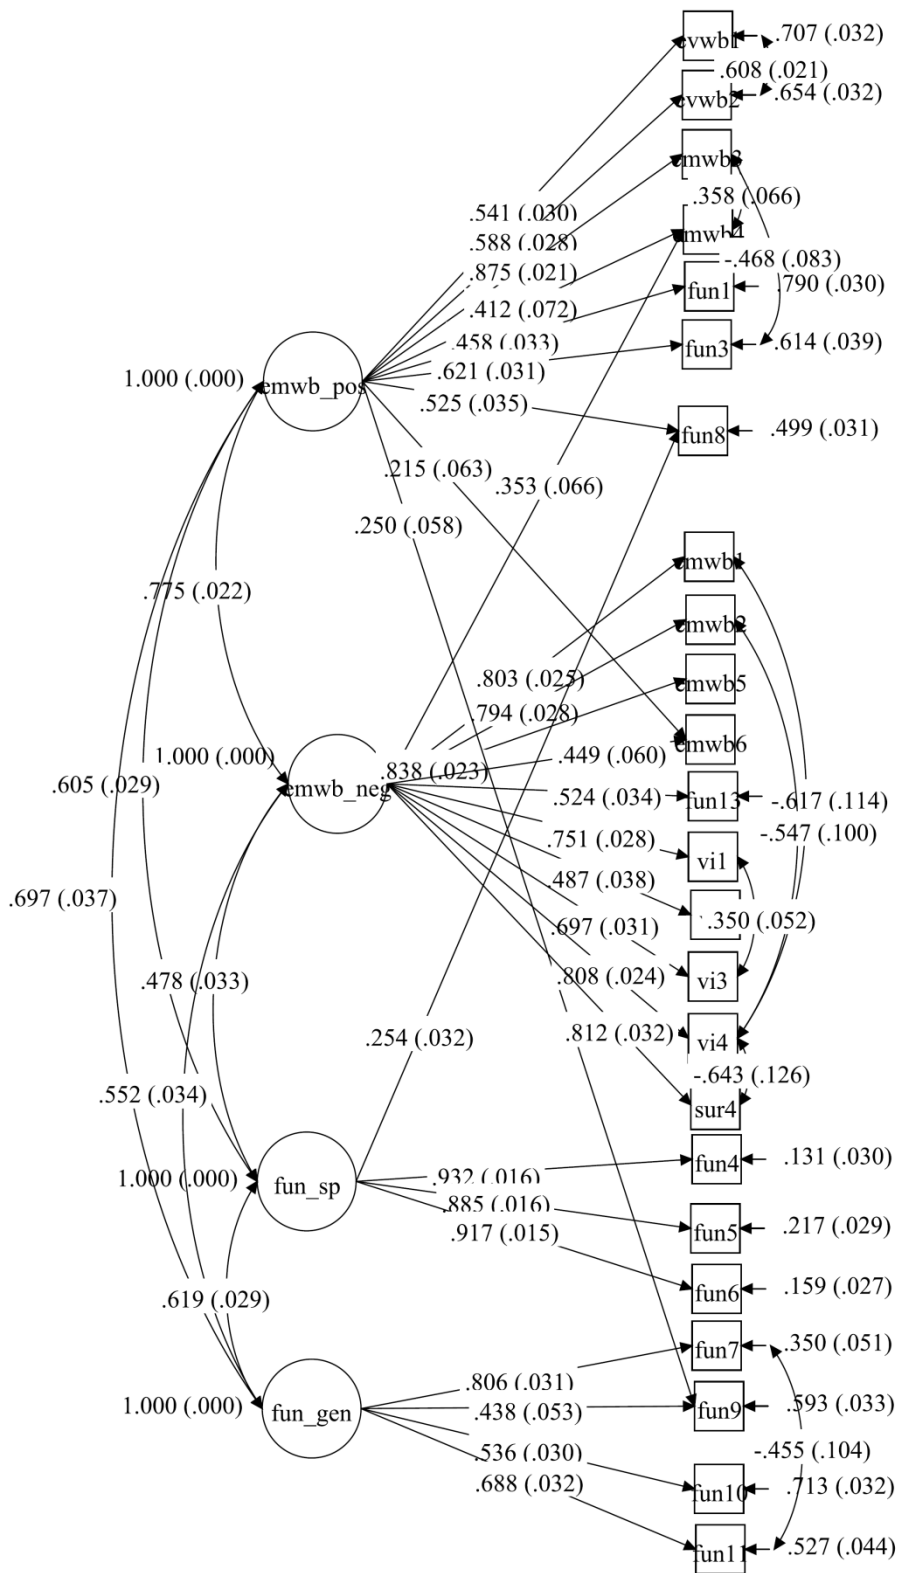 evwb1
.707 (.032)
.608 (.021)
evwb2
.654 (.032)
emwb3
.358 (.066)
.541 (.030)
emwb4
.588 (.028)
-.468 (.083)
.875 (.021)
fun1
.790 (.030)
.412 (.072)
.458 (.033)
fun3
.614 (.039)
.621 (.031)
1.000 (.000)
emwb_pos
.525 (.035)
fun8
.499 (.031)
.215 (.063)
.353 (.066)
.250 (.058)
emwb1
.775 (.022)
emwb2
.803 (.025)
emwb5
.794 (.028)
emwb6
.449 (.060)
1.000 (.000)
.838 (.023)
.605 (.029)
emwb_neg
.524 (.034)
fun13
-.617 (.114)
-.547 (.100)
.751 (.028)
vi1
.487 (.038)
.697 (.037)
.350 (.052)
.697 (.031)
.478 (.033)
.808 (.024)
vi3
.254 (.032)
.812 (.032)
vi4
-.643 (.126)
.552 (.034)
sur4
1.000 (.000)
fun_sp
.932 (.016)
fun4
.131 (.030)
.885 (.016)
fun5
.217 (.029)
.917 (.015)
.619 (.029)
fun6
.159 (.027)
fun7
.350 (.051)
.806 (.031)
1.000 (.000)
fun_gen
.438 (.053)
fun9
.593 (.033)
.536 (.030)
-.455 (.104)
.688 (.032)
fun10
.713 (.032)
fun11
.527 (.044)